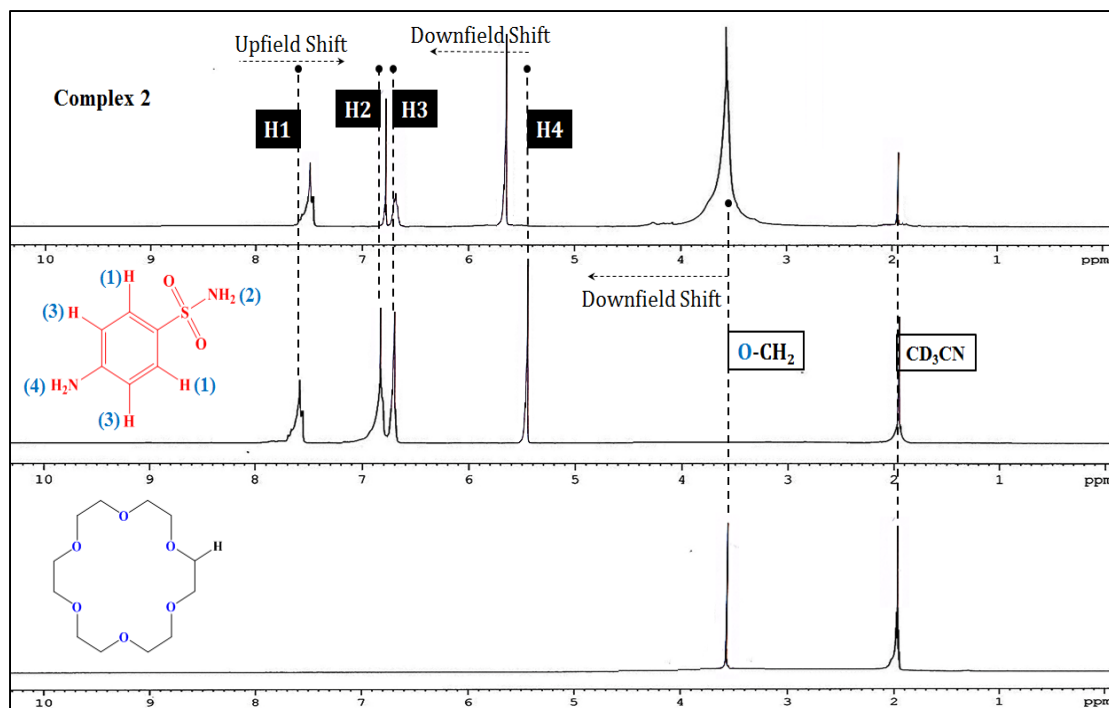 Upfield Shift
Downfield Shift
Complex 2
H1
H2
H3
H4
10 9 8 7 6 5 4 3 2 1 ppm
(1) H
O
S
NH2 (2)
(3) H
O
(4) H2N
H (1)
H
(3)
Downfield Shift
O-CH2
CD3CN
10 9 8 7 6 5 4 3 2 1 ppm
O
O
O
H
O
O
O
10 9 8 7 6 5 4 3 2 1 ppm